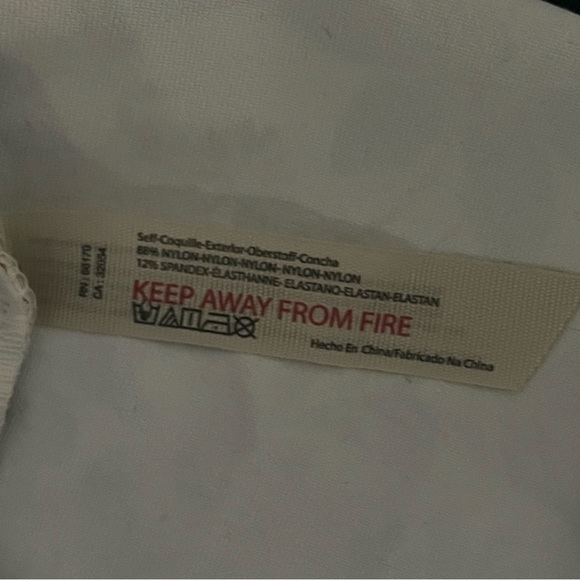 RN: 60170
CA: 32054
Self-Coquille-Exterior-Oberstoff-Concha
88% NYLON-NYLON-NYLON- NYLON-NYLON
12% SPANDEX-ÉLASTHANNE- ELASTANO-ELASTAN-ELASTAN
KEEP AWAY FROM FIRE
Hecho En China/Fabricado Na China